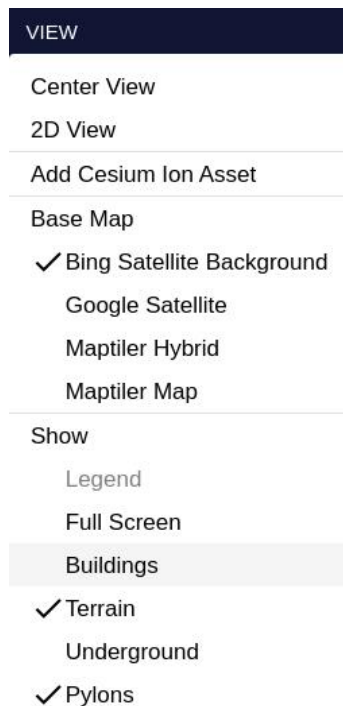 VIEW
Center View
2D View
Add Cesium Ion Asset
Base Map
Bing Satellite Background
Google Satellite
Maptiler Hybrid
Maptiler Map
Show
Legend
Full Screen
Buildings
Terrain
Underground
Pylons